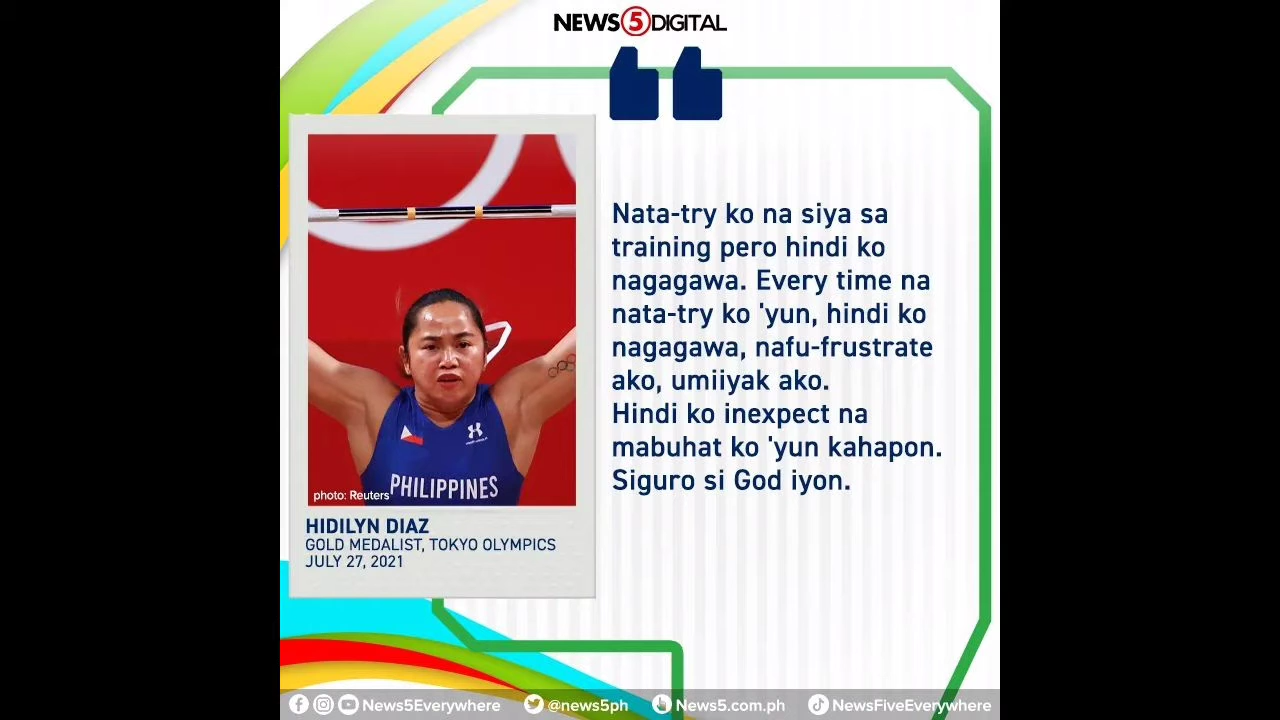 NEWS5DIGITAL
Nata-try ko na siya sa
training pero hindi ko
nagagawa. Every time na
nata-try ko 'yun, hindi ko
nagagawa, nafu-frustrate
ako, umiiyak ako.
Hindi ko inexpect na
mabuhat ko 'yun kahapon.
Siguro si God iyon.
PHILIPPINES
photo: Reuters
HIDILYN DIAZ
GOLD MEDALIST, TOKYO OLYMPICS
JULY 27, 2021
News5Everywhere @news5ph News5.com.ph NewsFiveEverywhere